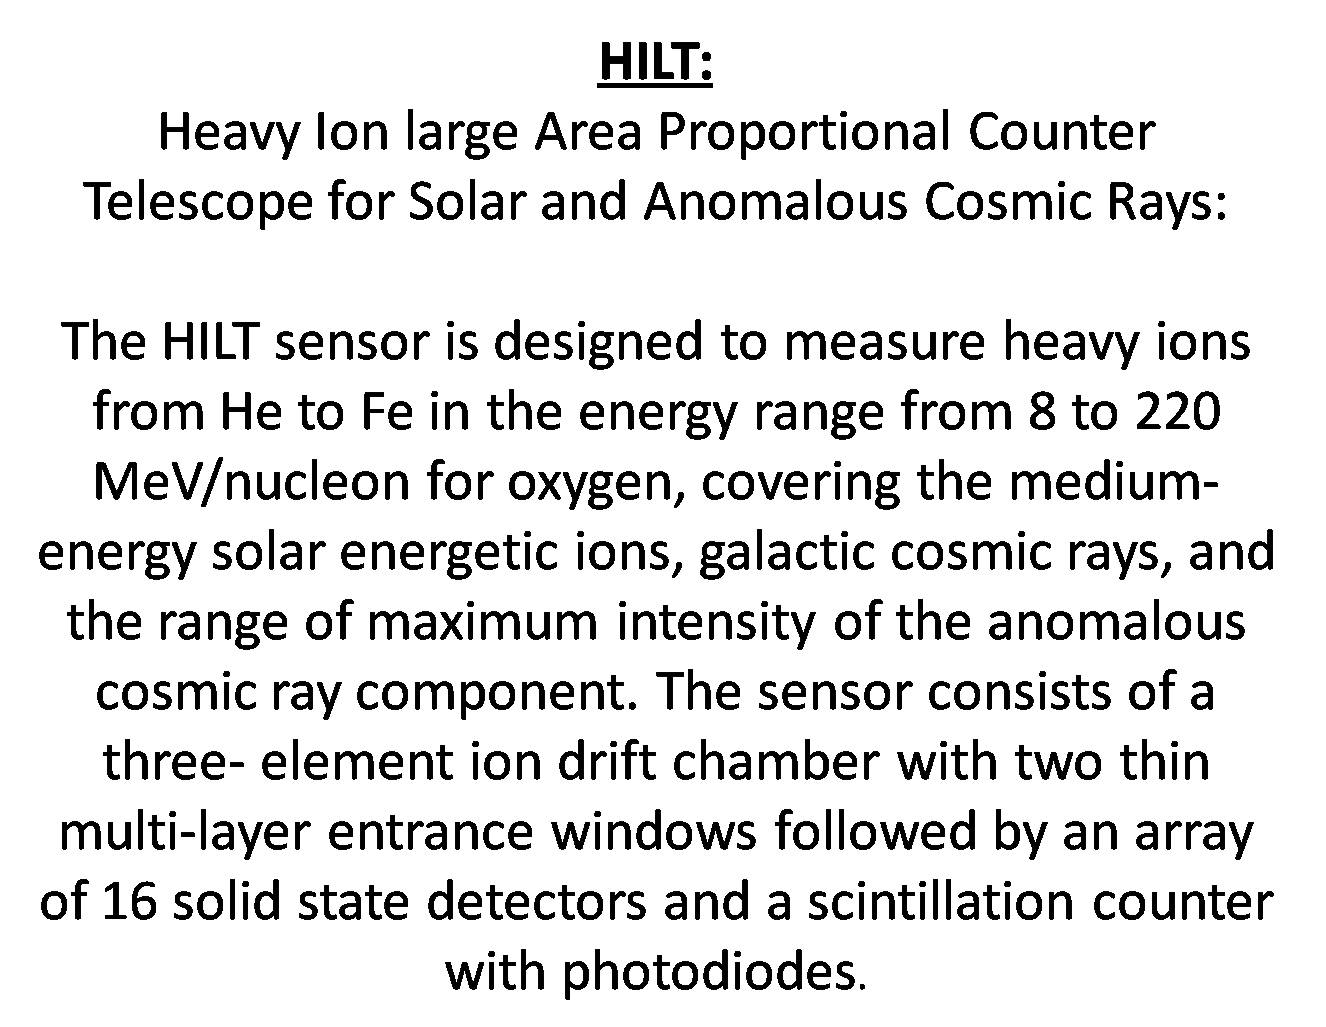 HILT:
Heavy Ion large Area Proportional Counter
Telescope for Solar and Anomalous Cosmic Rays:
The HILT sensor is designed to measure heavy ions
from He to Fe in the energy range from 8 to 220
MeV/nucleon for oxygen, covering the medium-
energy solar energetic ions, galactic cosmic rays, and
the range of maximum intensity of the anomalous
cosmic ray component. The sensor consists of a
three- element ion drift chamber with two thin
multi-layer entrance windows followed by an array
of 16 solid state detectors and a scintillation counter
with photodiodes.